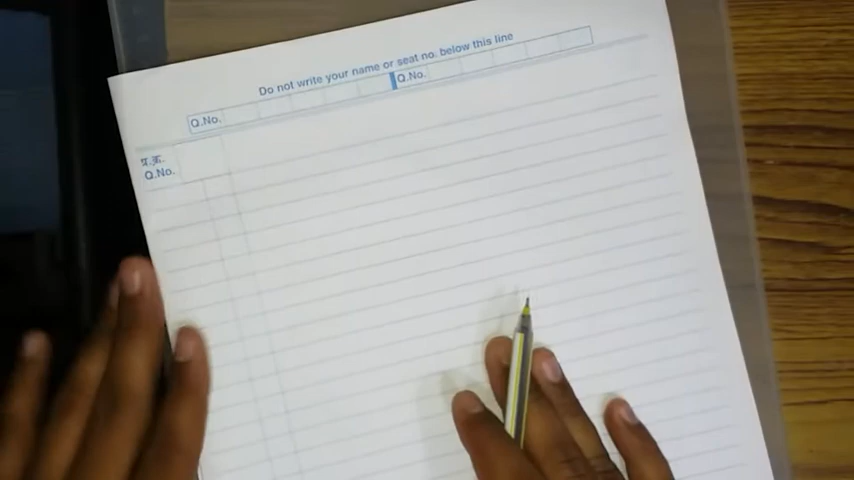 Do not write your name or seat no. below this line
Q.No. Q.No.
प्र.क्र.
Q.No.